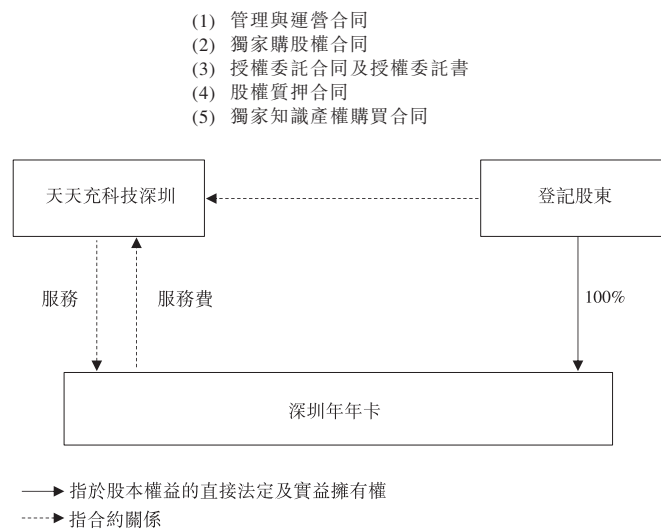 (1) 管理與運營合同
(2) 獨家購股權合同
(3) 授權委託合同及授權委託書
(4) 股權質押合同
(5) 獨家知識產權購買合同
天天充科技深圳
登記股東
服務
服務費
100%
深圳年年卡
指於股本權益的直接法定及實益擁有權
指合約關係